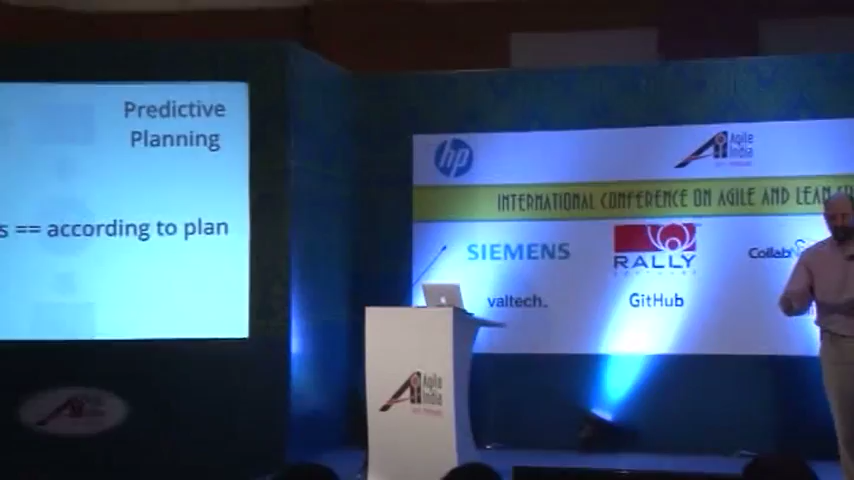 Predictive
Planning
s == according to plan
hp
Agile
India
INTERNATIONAL CONFERENCE ON AGILE AND LEAN
SIEMENS
RALLY
valtech.
GitHub
Agile
India